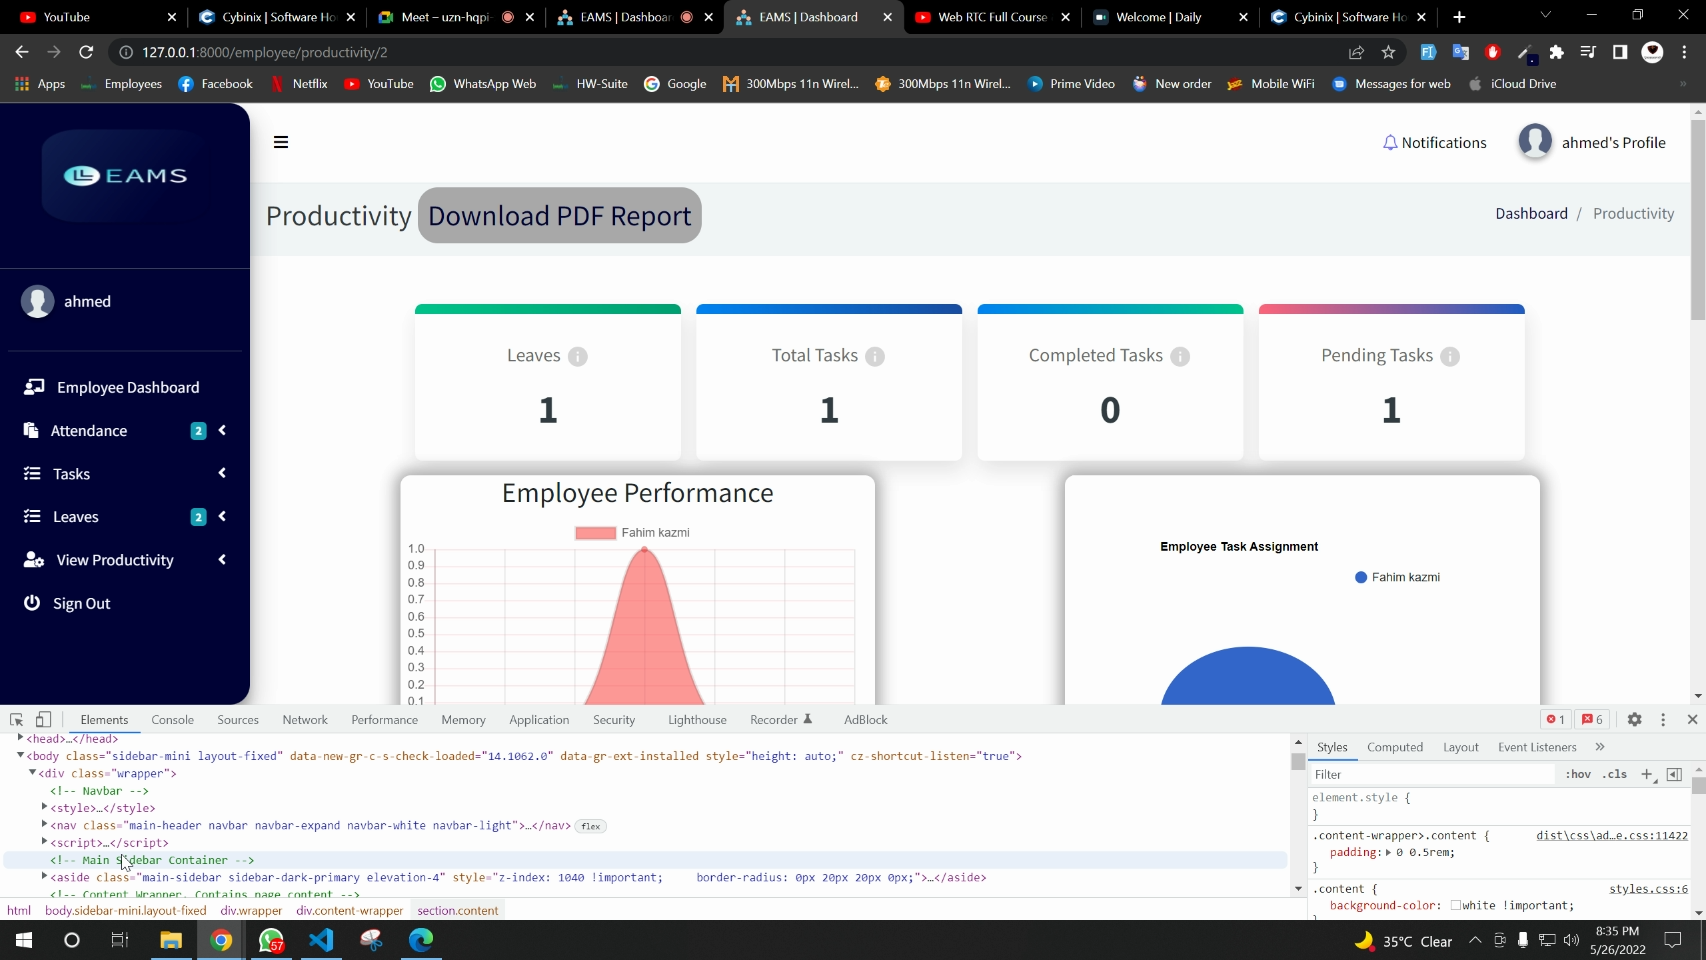 YouTube
Cybinix | Software Ho
Meet – uzn-hqpi-
EAMS | Dashboar
EAMS | Dashboard
Web RTC Full Course
Welcome | Daily
Cybinix | Software Ho
127.0.0.1:8000/employee/productivity/2
Apps
Employees
Facebook
Netflix
YouTube
WhatsApp Web
HW-Suite
Google
300Mbps 11n Wirel...
300Mbps 11n Wirel...
Prime Video
New order
Mobile WiFi
Messages for web
iCloud Drive
EAMS
Notifications
ahmed's Profile
Productivity Download PDF Report
Dashboard / Productivity
ahmed
Employee Dashboard
Attendance 2
Tasks
Leaves 2
View Productivity
Sign Out
Leaves
1
Total Tasks
1
Completed Tasks
0
Pending Tasks
1
Employee Performance
Fahim kazmi
1.0
0.9
0.8
0.7
0.6
0.5
0.4
0.3
0.2
0.1
Employee Task Assignment
Fahim kazmi
Elements
Console
Sources
Network
Performance
Memory
Application
Security
Lighthouse
Recorder
AdBlock
1
6
<head>…</head>
<body class="sidebar-mini layout-fixed" data-new-gr-c-s-check-loaded="14.1062.0" data-gr-ext-installed style="height: auto;" cz-shortcut-listen="true">
<div class="wrapper">
<!-- Navbar -->
<style>…</style>
<nav class="main-header navbar navbar-expand navbar-white navbar-light">…</nav> flex
<script>…</script>
<!-- Main Sidebar Container -->
<aside class="main-sidebar sidebar-dark-primary elevation-4" style="z-index: 1040 !important; border-radius: 0px 20px 20px 0px;">…</aside>
<!-- Content Wrapper. Contains page content -->
html body.sidebar-mini.layout-fixed div.wrapper div.content-wrapper section.content
Styles Computed Layout Event Listeners »
Filter
:hov .cls +
element.style {
}
.content-wrapper>.content { dist\css\ad…e.css:11422
padding: 0 0.5rem;
}
.content { styles.css:6
background-color: white !important;
57
35°C Clear
8:35 PM
5/26/2022